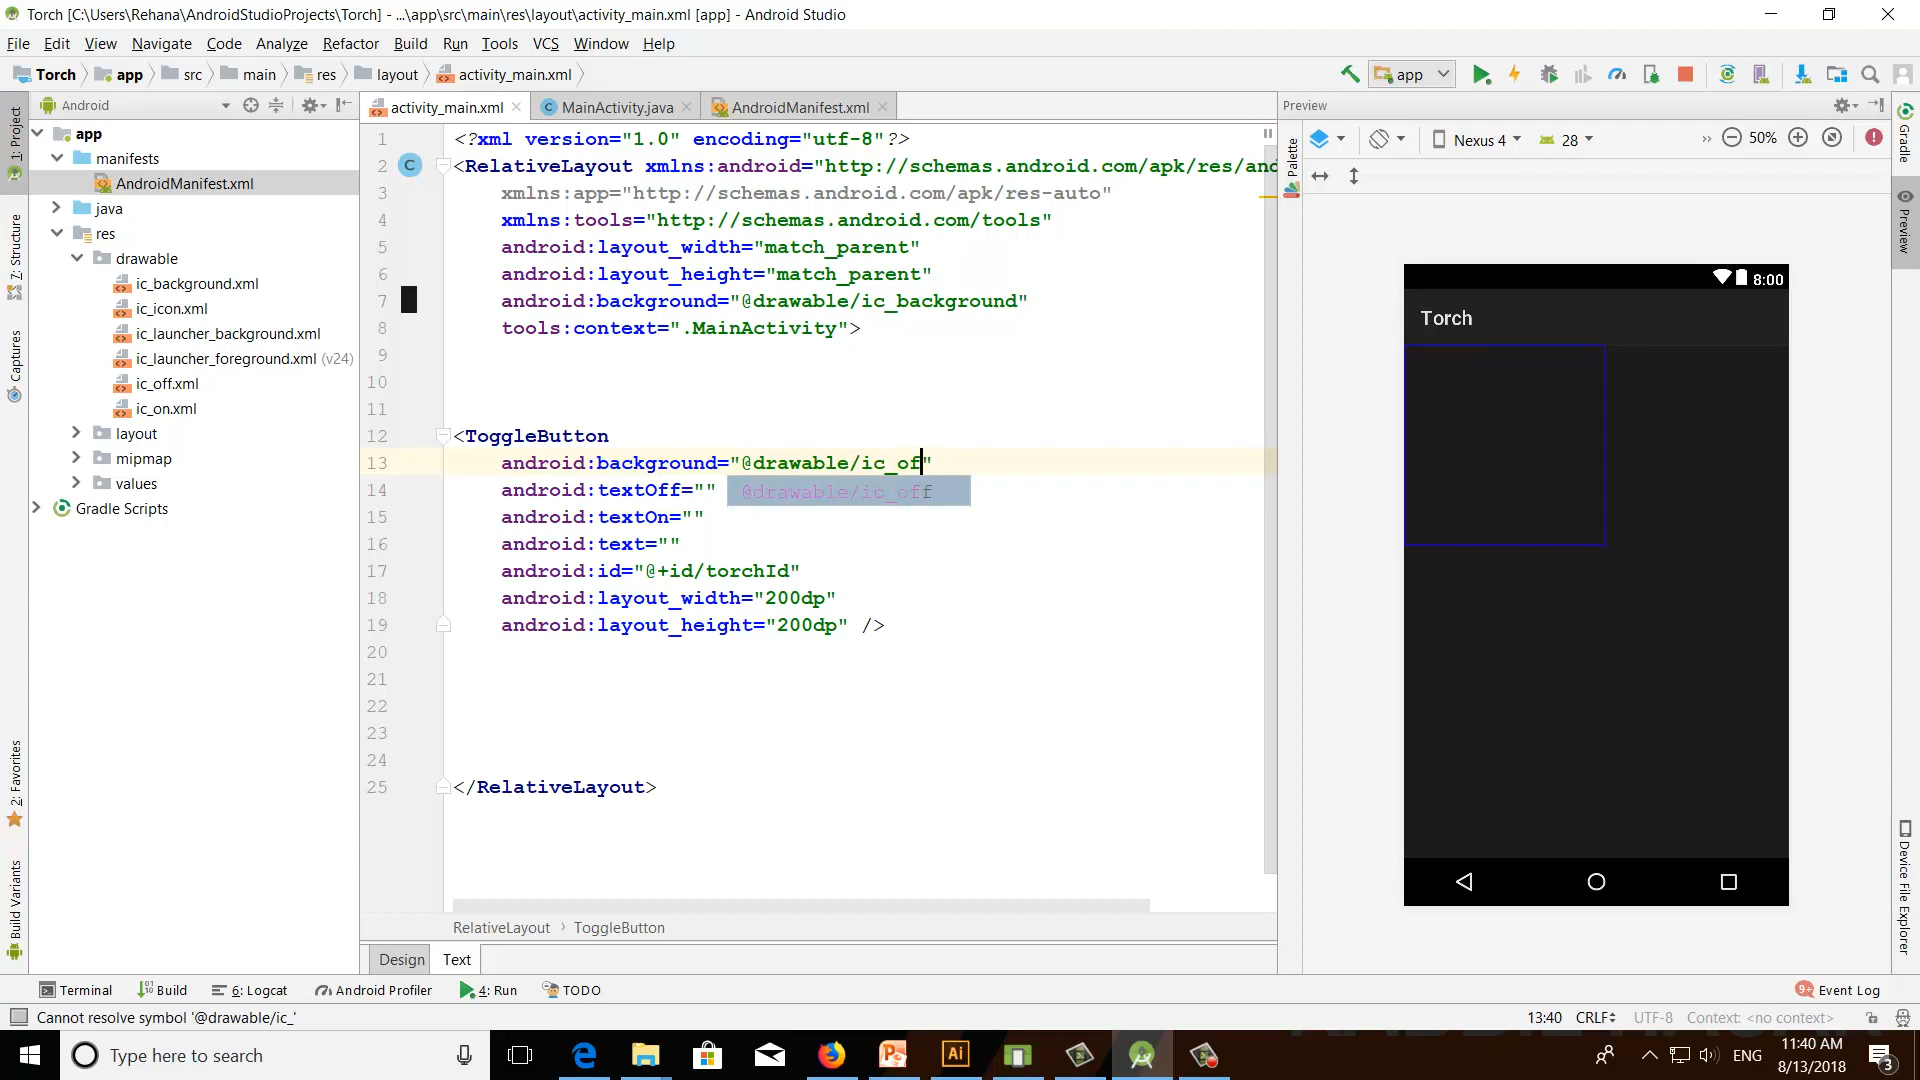 Torch [C:\Users\Rehana\AndroidStudioProjects\Torch] - ...\app\src\main\res\layout\activity_main.xml [app] - Android Studio
File Edit View Navigate Code Analyze Refactor Build Run Tools VCS Window Help
Torch app src main res layout activity_main.xml
app
Android
activity_main.xml MainActivity.java AndroidManifest.xml
Preview
1: Project
7: Structure
Captures
2: Favorites
Build Variants
app
manifests
AndroidManifest.xml
java
res
drawable
ic_background.xml
ic_icon.xml
ic_launcher_background.xml
ic_launcher_foreground.xml (v24)
ic_off.xml
ic_on.xml
layout
mipmap
values
Gradle Scripts
1 <?xml version="1.0" encoding="utf-8"?>
2 <RelativeLayout xmlns:android="http://schemas.android.com/apk/res/and
3 xmlns:app="http://schemas.android.com/apk/res-auto"
4 xmlns:tools="http://schemas.android.com/tools"
5 android:layout_width="match_parent"
6 android:layout_height="match_parent"
7 android:background="@drawable/ic_background"
8 tools:context=".MainActivity">
9
10
11
12 <ToggleButton
13 android:background="@drawable/ic_of"
14 android:textOff=""
@drawable/ic_off
15 android:textOn=""
16 android:text=""
17 android:id="@+id/torchId"
18 android:layout_width="200dp"
19 android:layout_height="200dp" />
20
21
22
23
24
25 </RelativeLayout>
C
RelativeLayout › ToggleButton
Design Text
Palette
Nexus 4 28 50%
8:00
Torch
Gradle
Preview
Device File Explorer
Terminal Build 6: Logcat Android Profiler 4: Run TODO
9+ Event Log
Cannot resolve symbol '@drawable/ic_'
13:40 CRLF UTF-8 Context: <no context>
Type here to search
Ai
ENG
11:40 AM
8/13/2018
3